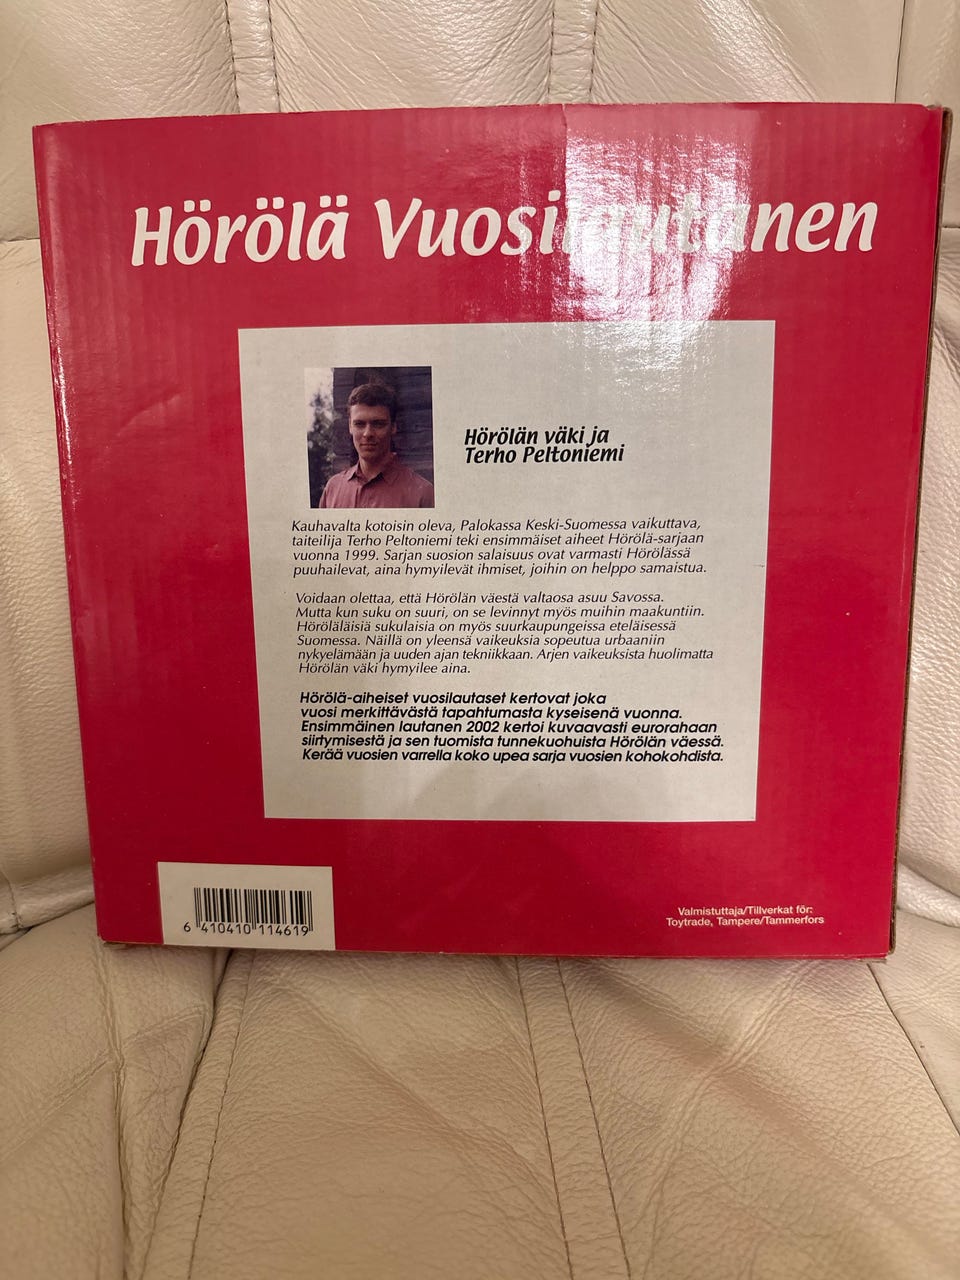 Hörölä Vuosilautanen
Hörölän väki ja
Terho Peltoniemi
Kauhavalta kotoisin oleva, Palokassa Keski-Suomessa vaikuttava,
taiteilija Terho Peltoniemi teki ensimmäiset aiheet Hörölä-sarjaan
vuonna 1999. Sarjan suosion salaisuus ovat varmasti Hörölässä
puuhailevat, aina hymyilevät ihmiset, joihin on helppo samaistua.
Voidaan olettaa, että Hörölän väestä valtaosa asuu Savossa.
Mutta kun suku on suuri, on se levinnyt myös muihin maakuntiin.
Höröläläisiä sukulaisia on myös suurkaupungeissa eteläisessä
Suomessa. Näillä on yleensä vaikeuksia sopeutua urbaaniin
nykyelämään ja uuden ajan tekniikkaan. Arjen vaikeuksista huolimatta
Hörölän väki hymyilee aina.
Hörölä-aiheiset vuosilautaset kertovat joka
vuosi merkittävästä tapahtumasta kyseisenä vuonna.
Ensimmäinen lautanen 2002 kertoi kuvaavasti eurorahaan
siirtymisestä ja sen tuomista tunnekuohuista Hörölän väessä.
Kerää vuosien varrella koko upea sarja vuosien kohokohdista.
6 410410 114619
Valmistuttaja/Tillverkat för:
Toytrade, Tampere/Tammerfors